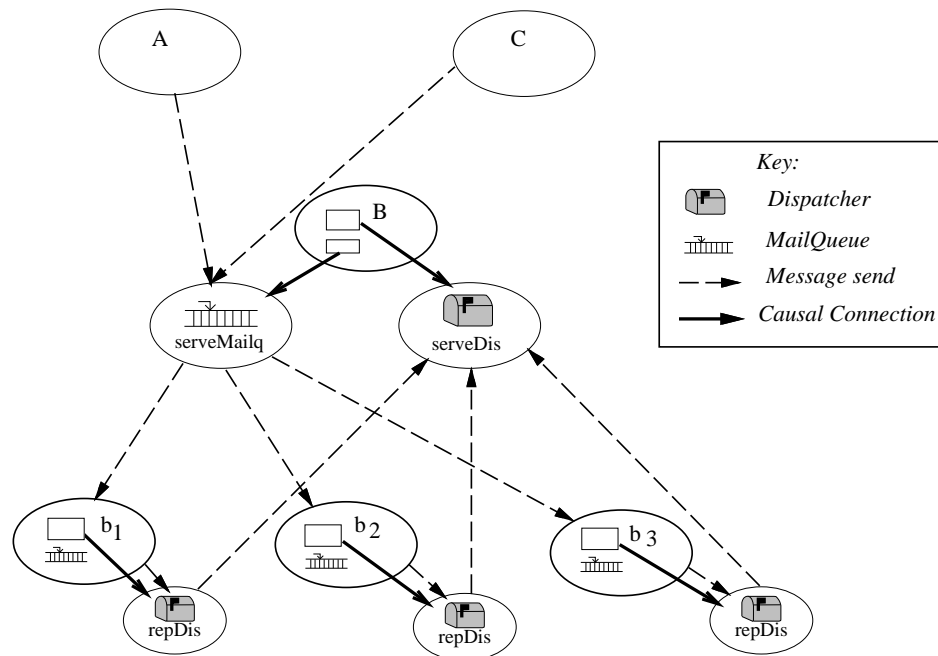 A
C
Key:
Dispatcher
MailQueue
Message send
Causal Connection
B
serveMailq
serveDis
b1
b2
b3
repDis
repDis
repDis